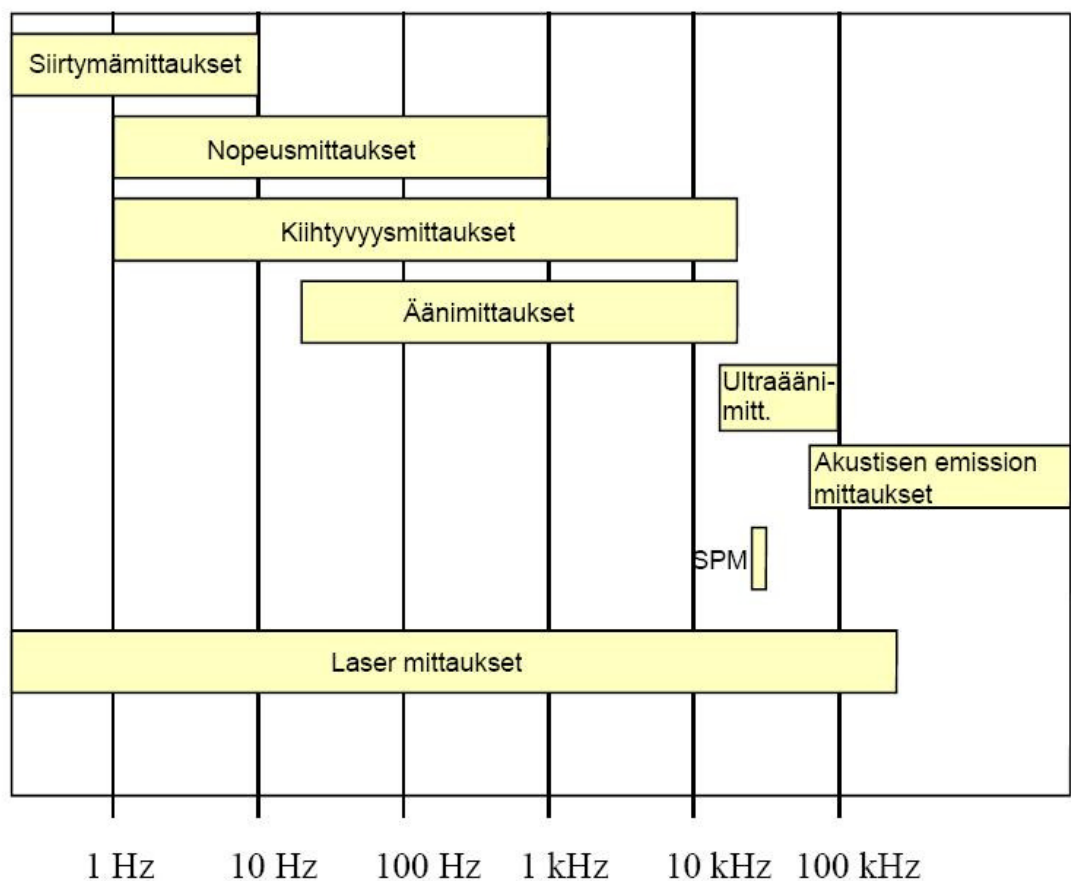 Siirtymämittaukset
Nopeusmittaukset
Kiihtyvyysmittaukset
Äänimittaukset
Ultraääni-
mitt.
Akustisen emission
mittaukset
SPM
Laser mittaukset
1 Hz 10 Hz 100 Hz 1 kHz 10 kHz 100 kHz